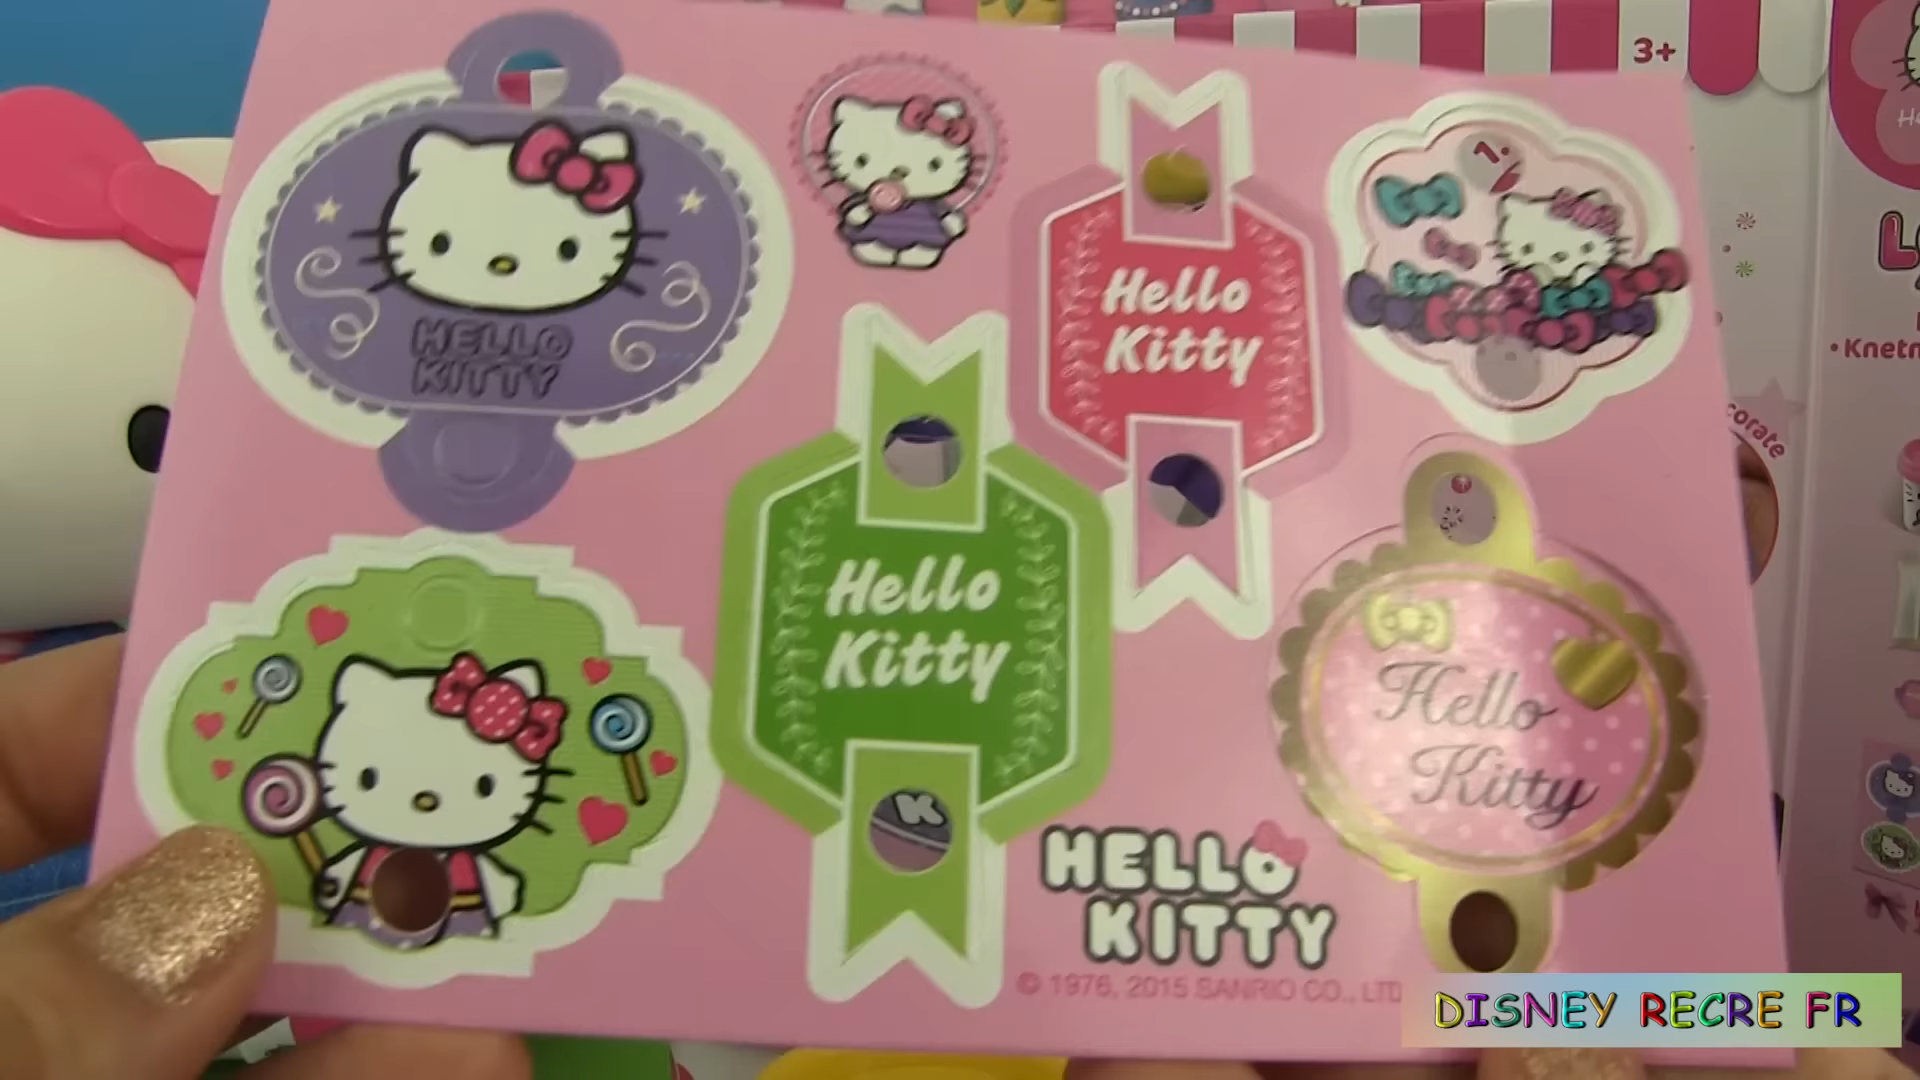 3+
HELLO
KITTY
Hello
Kitty
Hello
Kitty
Hello
Kitty
HELLO
KITTY
© 1976, 2015 SANRIO CO., LTD
K
DISNEY RECRE FR